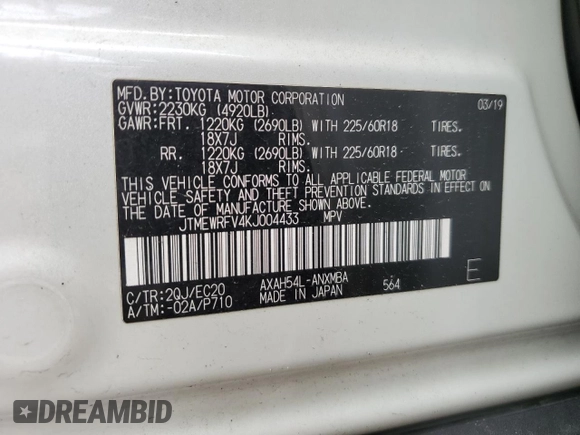 MFD.BY:TOYOTA MOTOR CORPORATION 03/19
GVWR:2230KG (4920LB)
GAWR:FRT. 1220KG (2690LB) WITH 225/60R18 TIRES.
18X7J RIMS.
RR. 1220KG (2690LB) WITH 225/60R18 TIRES.
18X7J RIMS.
THIS VEHICLE CONFORMS TO ALL APPLICABLE FEDERAL MOTOR
VEHICLE SAFETY AND THEFT PREVENTION STANDARDS IN EFFECT ON
THE DATE OF MANUFACTURE SHOWN ABOVE.
JTMEWRFV4KJ004433 MPV
C/TR:2QJ/EC20 AXAH54L-ANXMBA 564 E
A/TM:-02A/P710 MADE IN JAPAN
DREAMBID